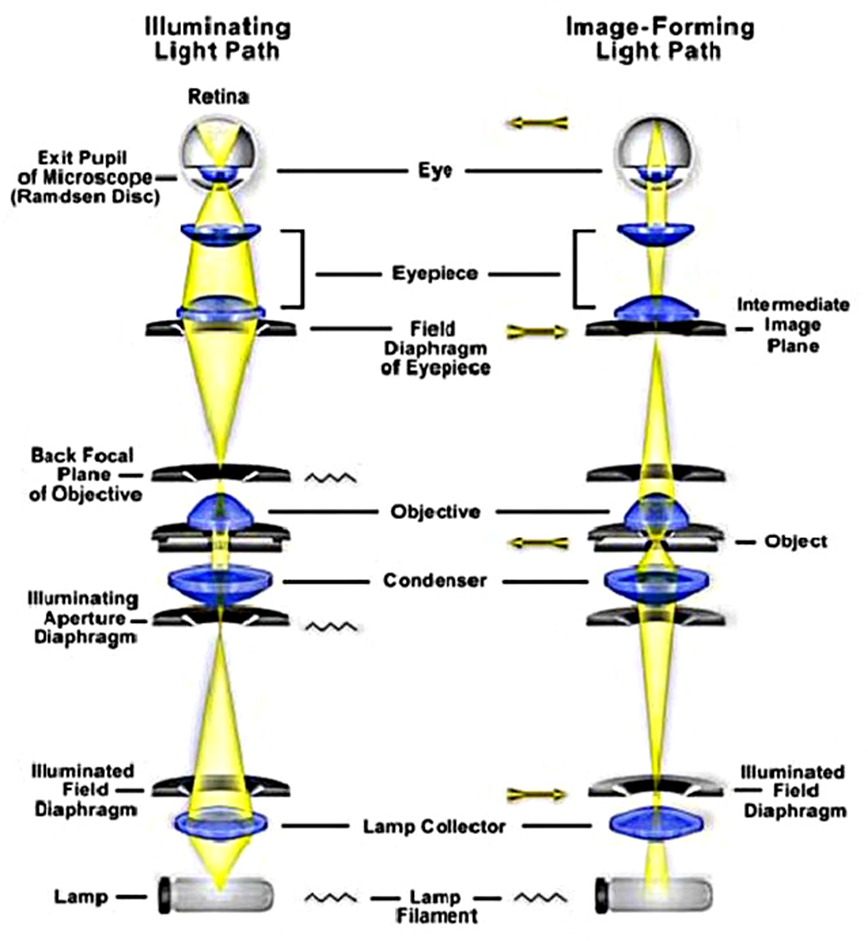 Illuminating
Light Path
Image-Forming
Light Path
Retina
Exit Pupil
of Microscope
(Ramdsen Disc)
Eye
Eyepiece
Intermediate
Image
Plane
Field
Diaphragm
of Eyepiece
Back Focal
Plane
of Objective
Objective
Object
Condenser
Illuminating
Aperture
Diaphragm
Illuminated
Field
Diaphragm
Illuminated
Field
Diaphragm
Lamp Collector
Lamp
Lamp
Filament